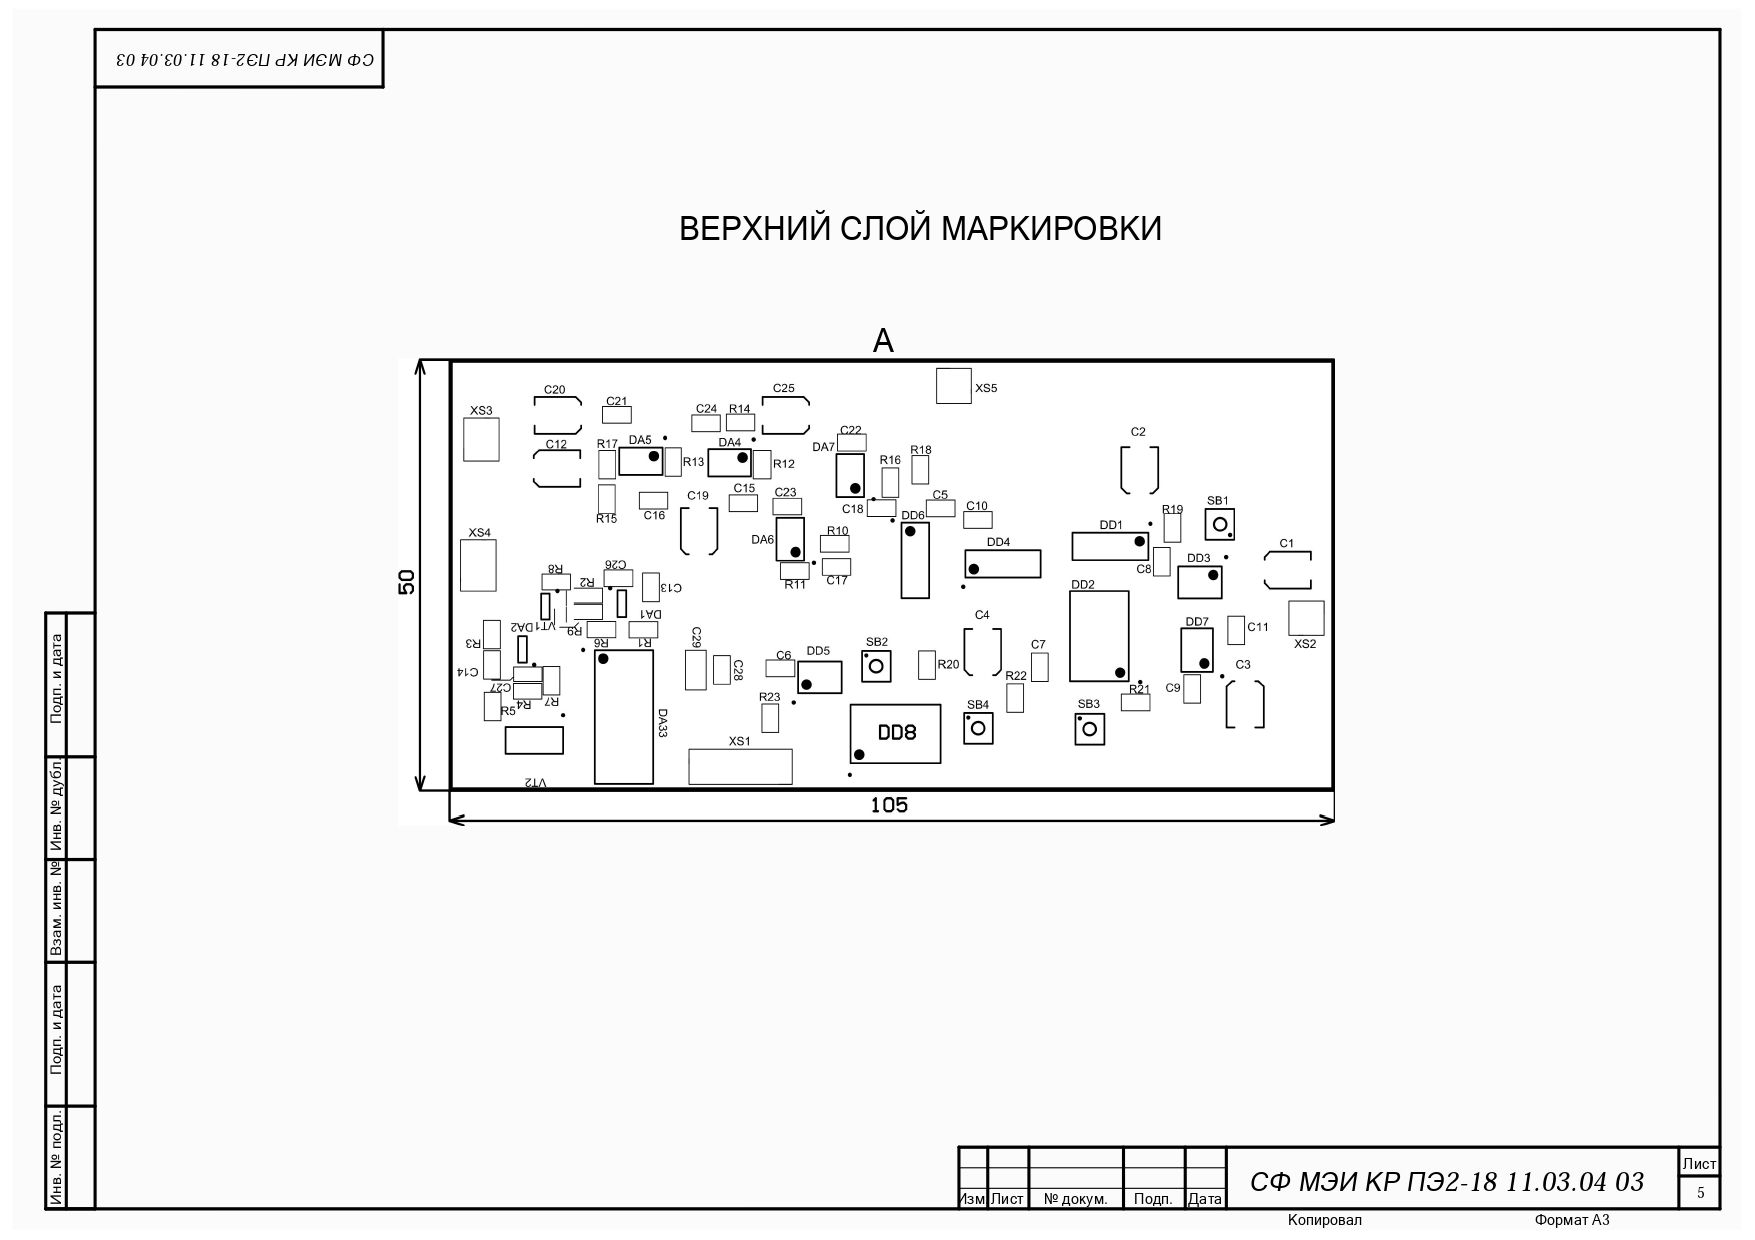 СФ МЭИ КР ПЭ2-18 11.03.04 03
ВЕРХНИЙ СЛОЙ МАРКИРОВКИ
А
XS5
C20
C25
C21
XS3
C24 R14
C22
C2
C12
R17 DA5
DA4
DA7
R18
R13
R12
R16
C15
C23
C19
C5
SB1
R15
C16
C18
DD6
C10
R19
XS4
DA6
R10
DD4
DD1
C1
R8
C26
R2
R11
C17
C8
DD3
C13
DD2
50
DA2
VT1
R9
DA1
C4
DD7
C11
R3
R6
R1
C29
C6
DD5
SB2
C7
XS2
C14
C28
R20
R22
C3
C27
R4
R7
R23
C9
R21
R5
DA33
SB4
SB3
XS1
DD8
VT2
105
Подп. и дата
Инв. № дубл.
Взам. инв. №
Подп. и дата
Инв. № подл.
Изм Лист № докум. Подп. Дата
СФ МЭИ КР ПЭ2-18 11.03.04 03
Лист
5
Копировал Формат А3